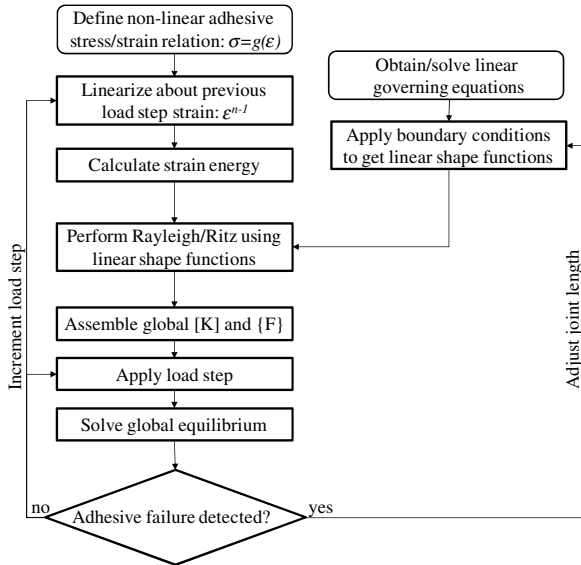 Define non-linear adhesive
stress/strain relation: σ=g(ε)
Linearize about previous
load step strain: εⁿ⁻¹
Calculate strain energy
Perform Rayleigh/Ritz using
linear shape functions
Assemble global [K] and {F}
Apply load step
Solve global equilibrium
Adhesive failure detected?
no
yes
Increment load step
Obtain/solve linear
governing equations
Apply boundary conditions
to get linear shape functions
Adjust joint length